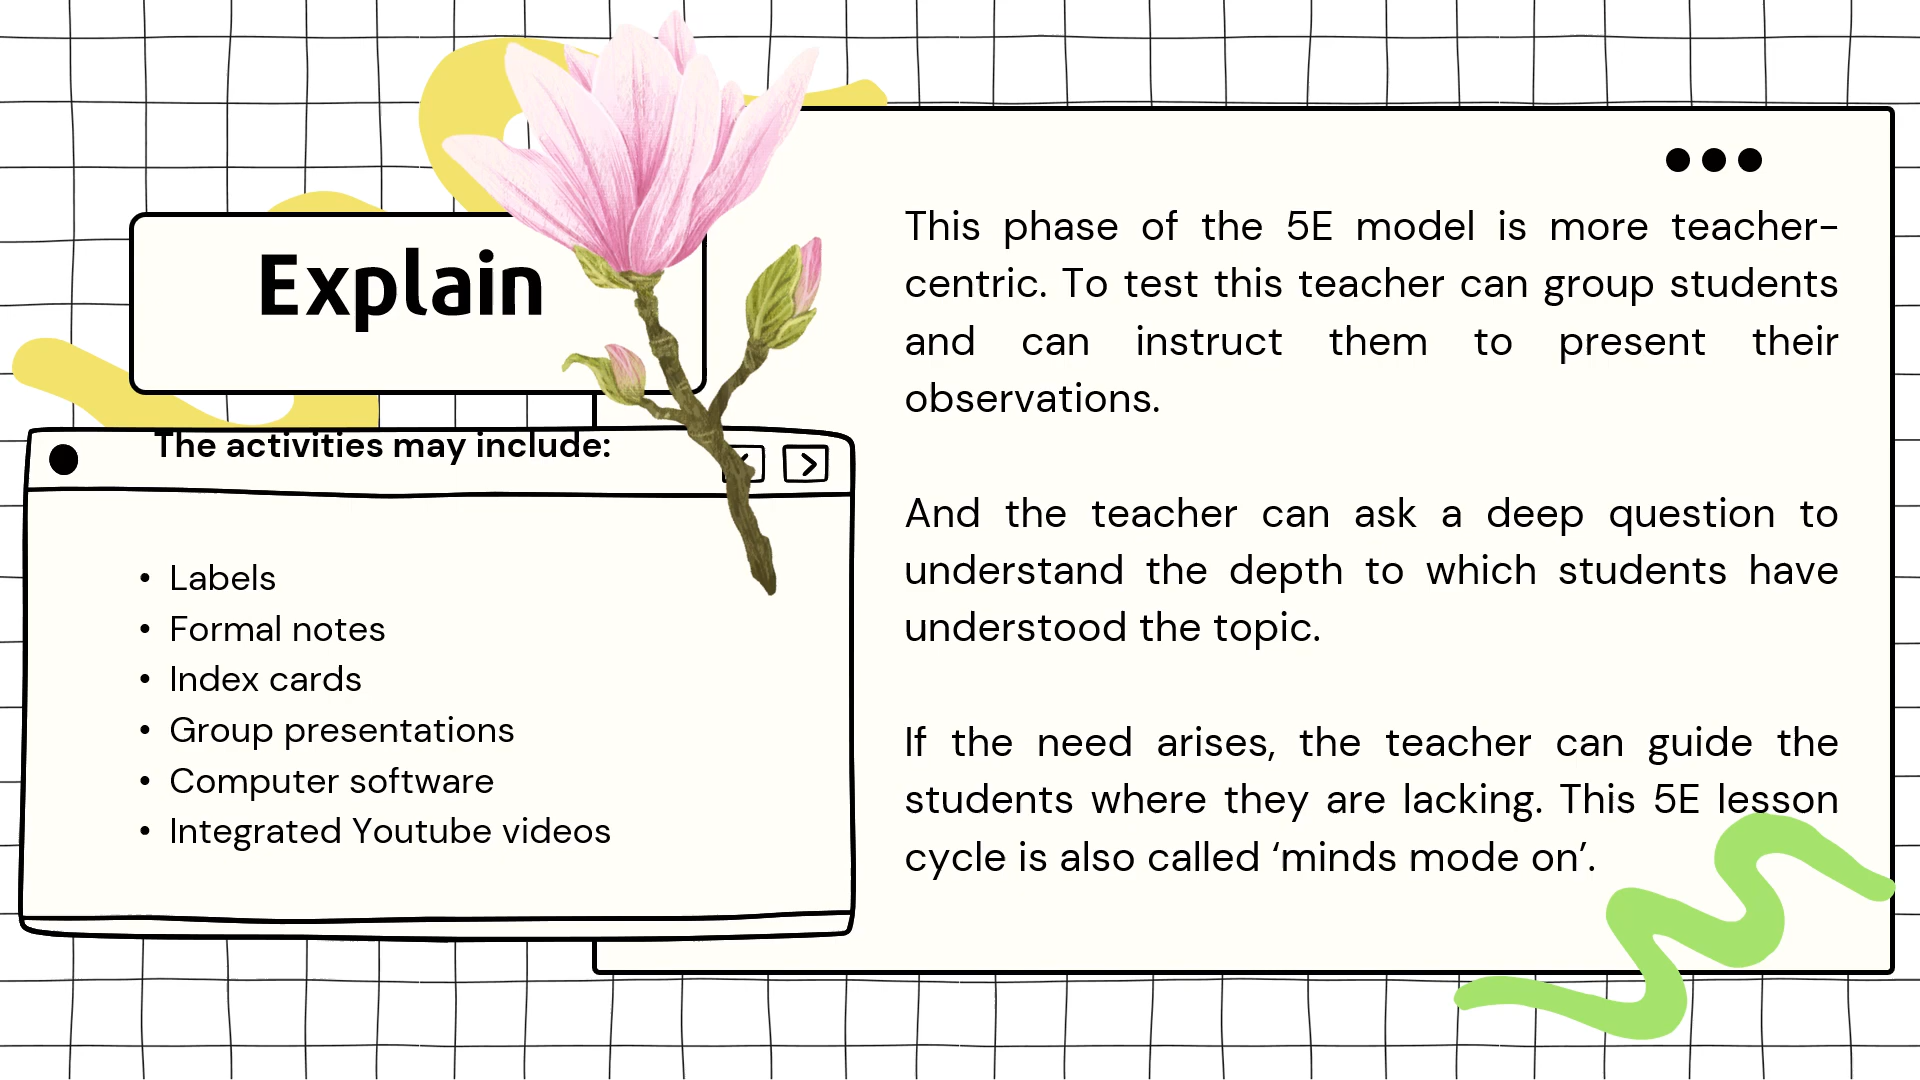 Explain
The activities may include:
• Labels
• Formal notes
• Index cards
• Group presentations
• Computer software
• Integrated Youtube videos
This phase of the 5E model is more teacher-
centric. To test this teacher can group students
and can instruct them to present their
observations.
And the teacher can ask a deep question to
understand the depth to which students have
understood the topic.
If the need arises, the teacher can guide the
students where they are lacking. This 5E lesson
cycle is also called ‘minds mode on’.